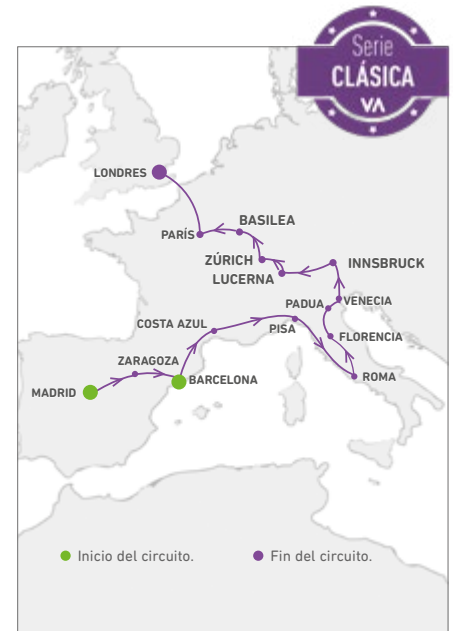 Serie
CLÁSICA
VA
LONDRES
BASILEA
PARÍS
ZÚRICH
INNSBRUCK
LUCERNA
PADUA
VENECIA
COSTA AZUL
PISA
FLORENCIA
ZARAGOZA
ROMA
BARCELONA
MADRID
Inicio del circuito.
Fin del circuito.